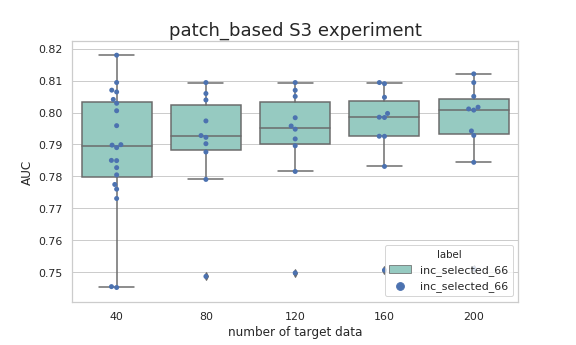 patch_based S3 experiment
0.82
0.81
0.80
0.79
0.78
0.77
0.76
0.75
AUC
label
inc_selected_66
inc_selected_66
40
80
120
160
200
number of target data